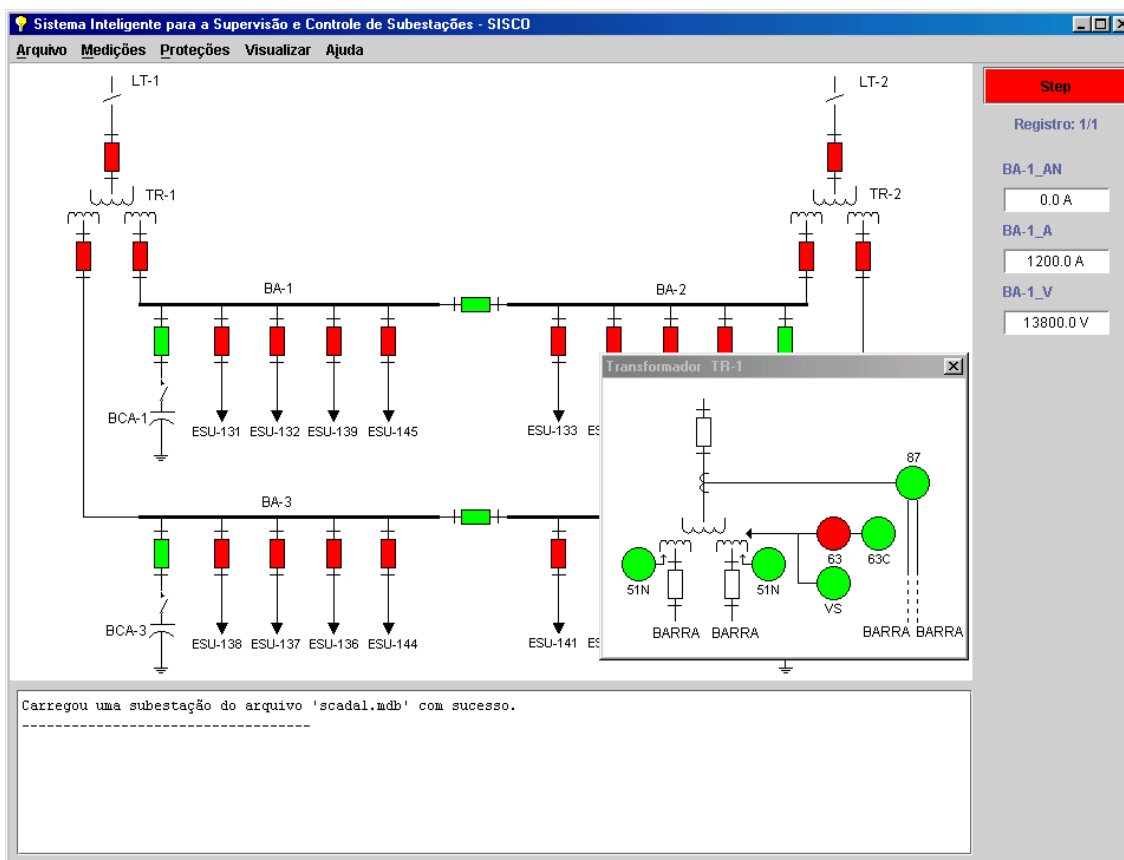 Sistema Inteligente para a Supervisão e Controle de Subestações - SISCO
Arquivo Medições Proteções Visualizar Ajuda
LT-1
LT-2
Step
Registro: 1/1
BA-1_AN
0.0 A
BA-1_A
1200.0 A
BA-1_V
13800.0 V
TR-1
TR-2
BA-1
BA-2
BCA-1
ESU-131 ESU-132 ESU-139 ESU-145
ESU-133
BA-3
BCA-3
ESU-138 ESU-137 ESU-136 ESU-144
ESU-141
Transformador TR-1
87
51N
51N
63
63C
VS
BARRA BARRA
BARRA BARRA
Carregou uma subestação do arquivo 'scada1.mdb' com sucesso.
-----------------------------------